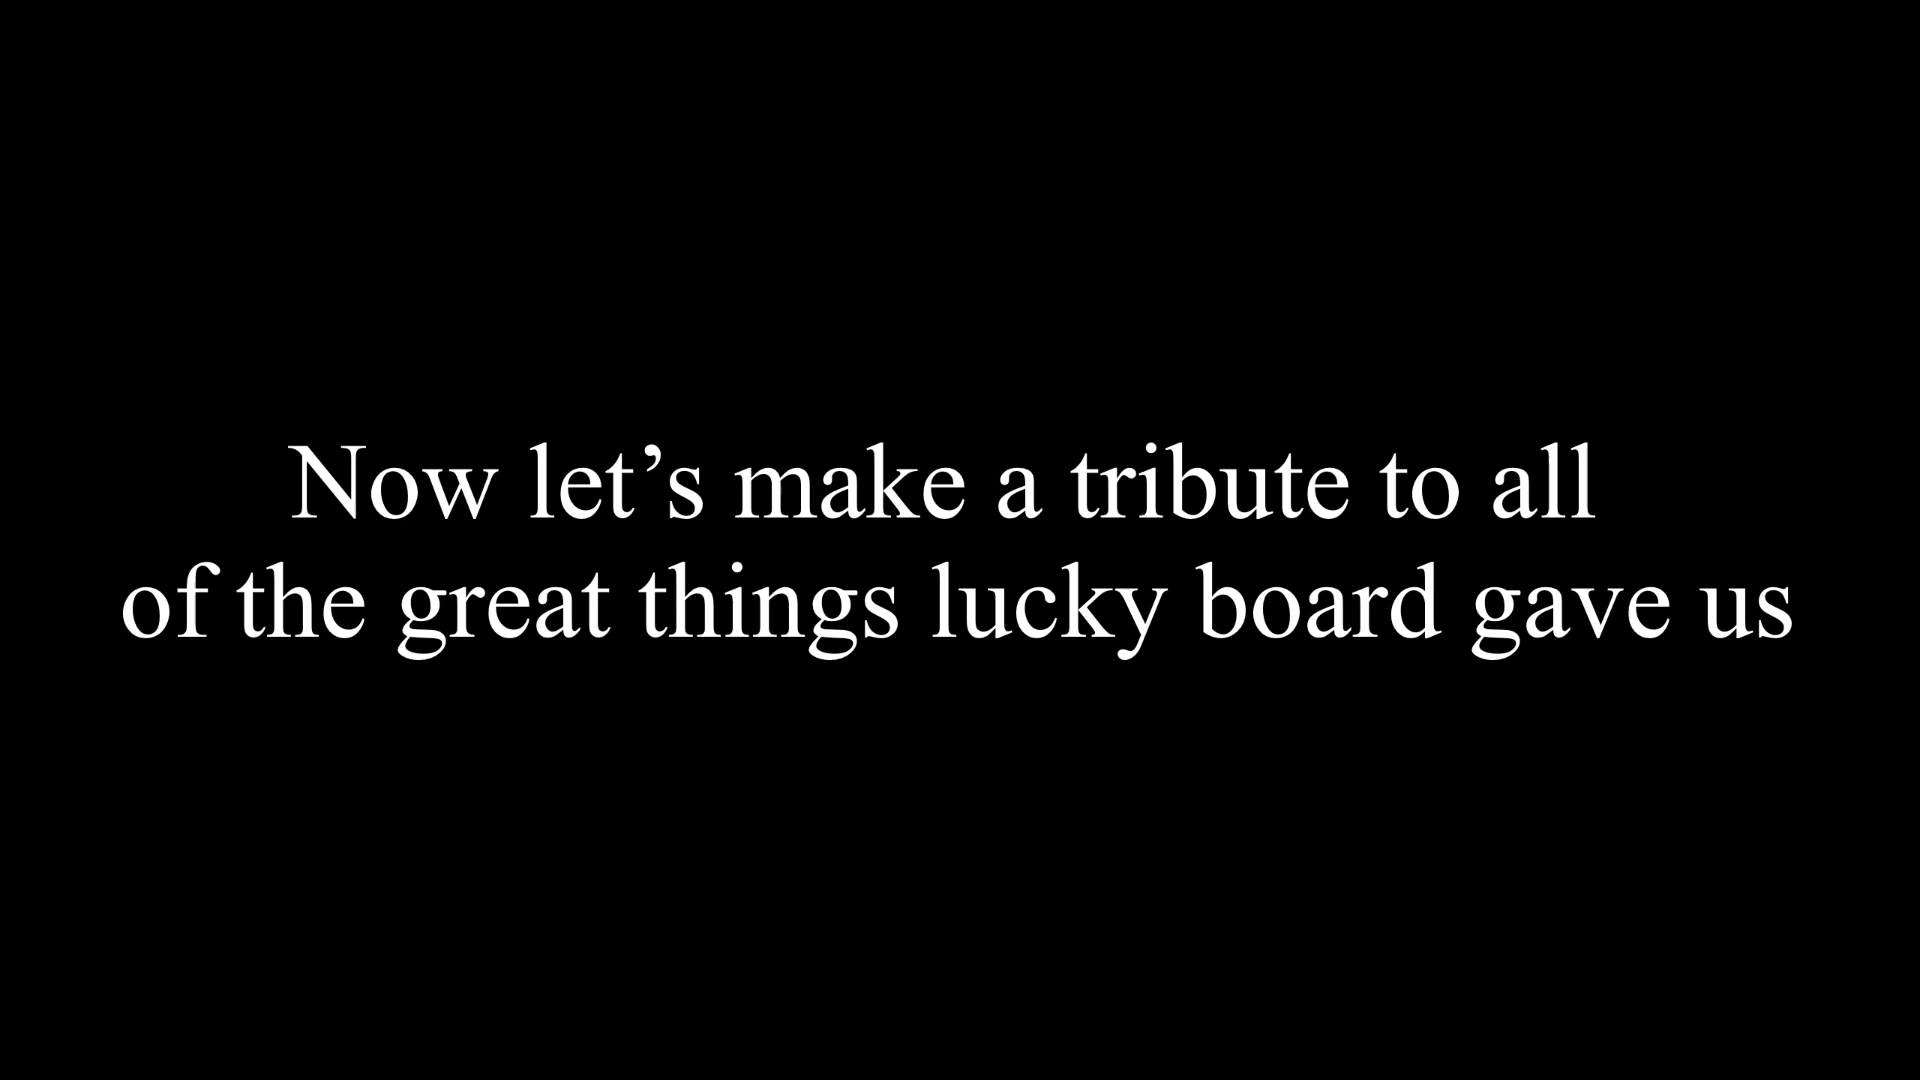 Now let’s make a tribute to all
of the great things lucky board gave us